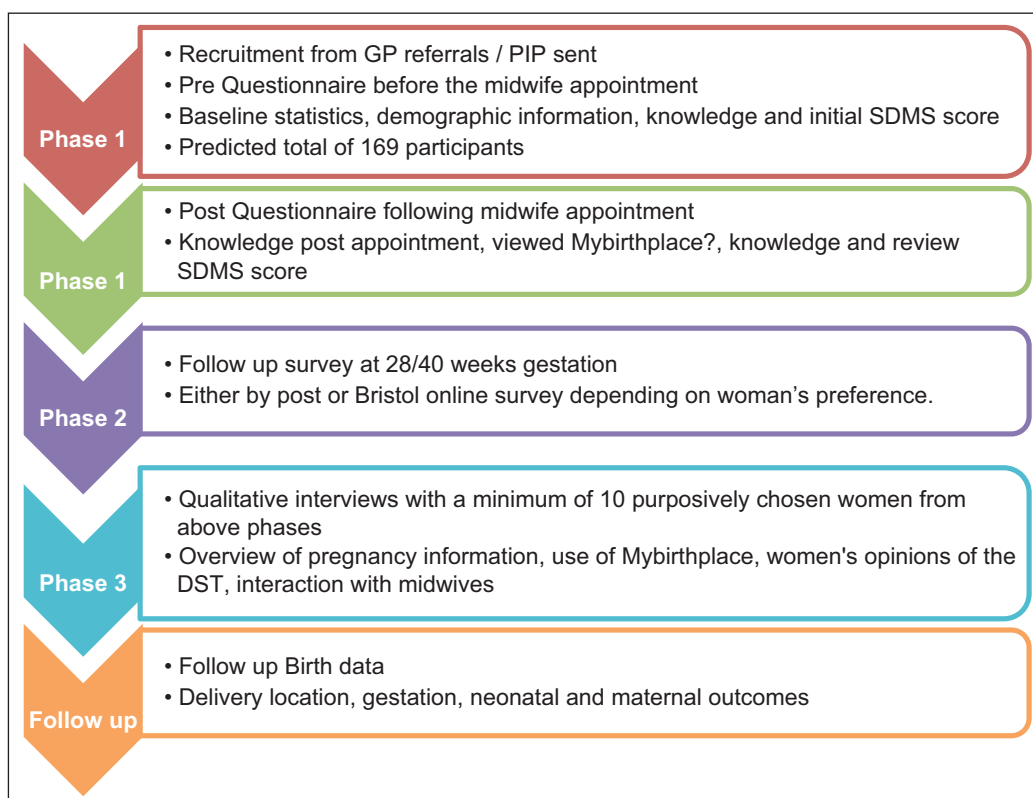 Phase 1
• Recruitment from GP referrals / PIP sent
• Pre Questionnaire before the midwife appointment
• Baseline statistics, demographic information, knowledge and initial SDMS score
• Predicted total of 169 participants
Phase 1
• Post Questionnaire following midwife appointment
• Knowledge post appointment, viewed Mybirthplace?, knowledge and review
SDMS score
Phase 2
• Follow up survey at 28/40 weeks gestation
• Either by post or Bristol online survey depending on woman’s preference.
Phase 3
• Qualitative interviews with a minimum of 10 purposively chosen women from
above phases
• Overview of pregnancy information, use of Mybirthplace, women's opinions of the
DST, interaction with midwives
Follow up
• Follow up Birth data
• Delivery location, gestation, neonatal and maternal outcomes